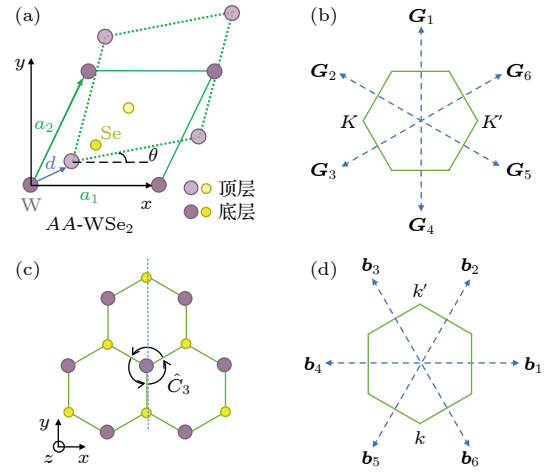 (a)
y
a₂
Se
d
θ
W
a₁
x
顶层
底层
AA-WSe₂
(b)
G₁
G₂
G₆
K
K′
G₃
G₅
G₄
(c)
Ĉ₃
y
z
x
(d)
b₃
b₂
k′
b₄
b₁
k
b₅
b₆